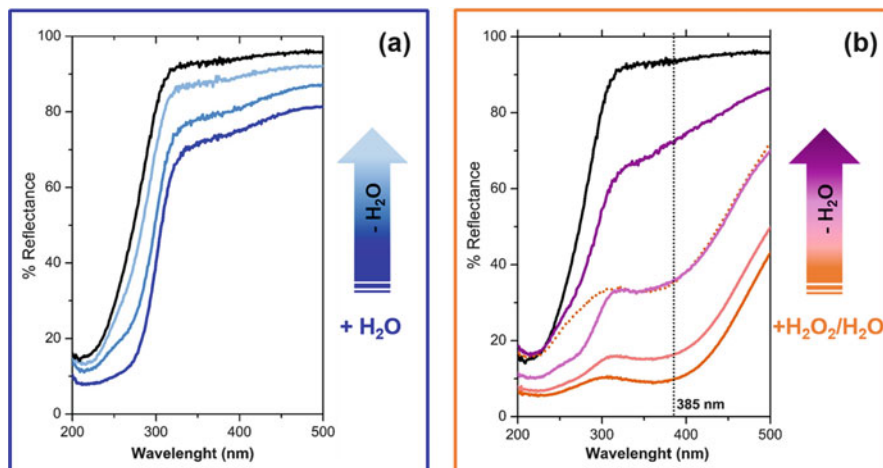 (a)
% Reflectance
100
80
60
40
20
0
200
300
400
500
Wavelenght (nm)
- H₂O
+ H₂O
(b)
% Reflectance
100
80
60
40
20
0
200
300
400
500
385 nm
Wavelenght (nm)
- H₂O
+H₂O₂/H₂O